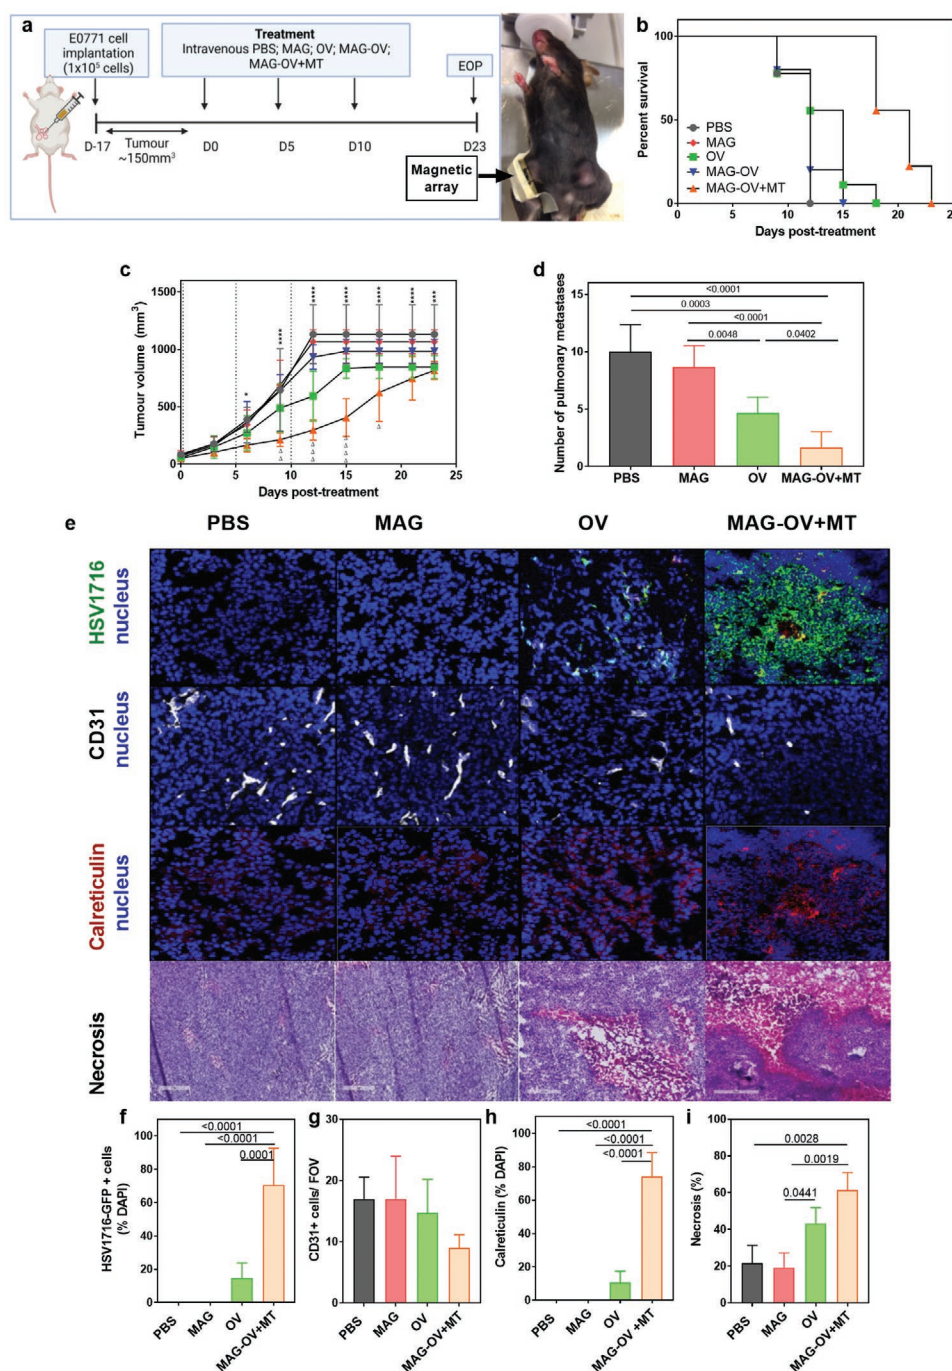 a
E0771 cell
implantation
(1x10⁵ cells)
Treatment
Intravenous PBS; MAG; OV; MAG-OV;
MAG-OV+MT
EOP
D-17
Tumour
~150mm³
D0
D5
D10
D23
Magnetic
array
b
Percent survival
100
50
0
PBS
MAG
OV
MAG-OV
MAG-OV+MT
0 5 10 15 20 25
Days post-treatment
c
Tumour volume (mm³)
1500
1000
500
0
* **** **** **** **** **** ***
Δ Δ Δ
Δ Δ Δ
Δ Δ Δ
Δ
0 5 10 15 20 25
Days post-treatment
d
Number of pulmonary metastases
15
10
5
0
<0.0001
0.0003
<0.0001
0.0048
0.0402
PBS MAG OV MAG-OV+MT
e
PBS MAG OV MAG-OV+MT
HSV1716
nucleus
CD31
nucleus
Calreticulin
nucleus
Necrosis
f
HSV1716-GFP + cells
(% DAPI)
100
80
60
40
20
0
<0.0001
<0.0001
0.0001
PBS
MAG
OV
MAG-OV+MT
g
CD31+ cells/ FOV
30
20
10
0
PBS
MAG
OV
MAG-OV+MT
h
Calreticulin (% DAPI)
100
80
60
40
20
0
<0.0001
<0.0001
<0.0001
PBS
MAG
OV
MAG-OV +MT
i
Necrosis (%)
100
80
60
40
20
0
0.0028
0.0019
0.0441
PBS
MAG
OV
MAG-OV+MT